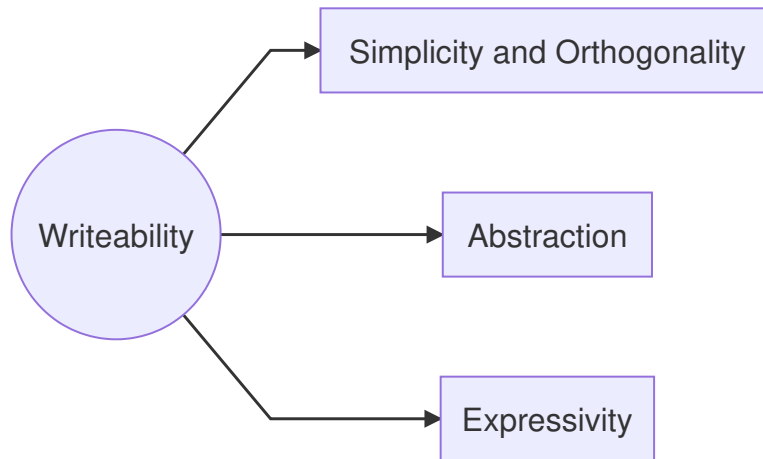 Simplicity and Orthogonality
Writeability
Abstraction
Expressivity